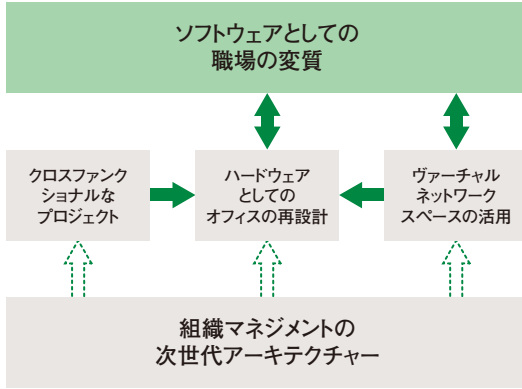 ソフトウェアとしての
職場の変質
クロスファンク
ショナルな
プロジェクト
ハードウェア
としての
オフィスの再設計
ヴァーチャル
ネットワーク
スペースの活用
組織マネジメントの
次世代アーキテクチャー